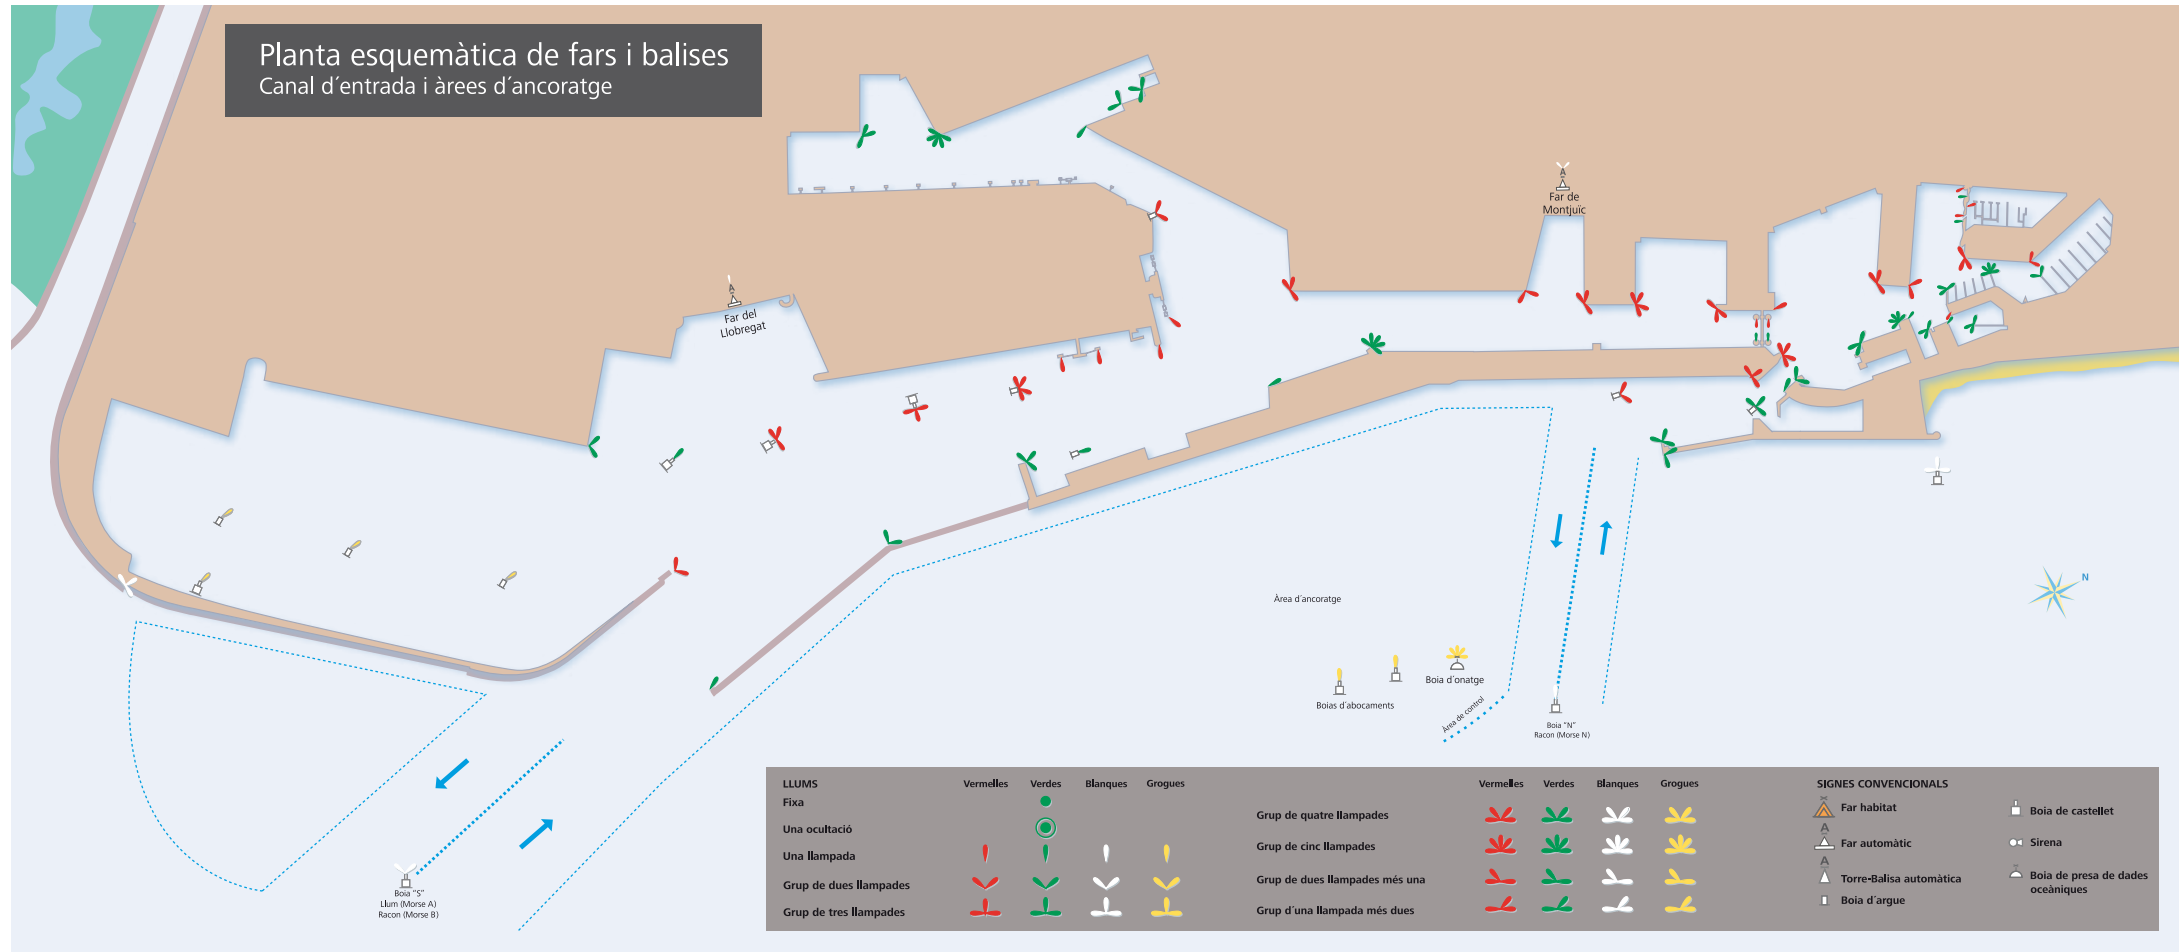 Planta esquemàtica de fars i balises
Canal d´entrada i àrees d´ancoratge
A
Far de
Montjuïc
A
Far del
Llobregat
N
Àrea d´ancoratge
Boia d´onatge
Boias d´abocaments
Àrea de control
Boia "N"
Racon (Morse N)
Boia "S"
Llum (Morse A)
Racon (Morse B)
LLUMS
Vermelles Verdes Blanques Grogues
Fixa
Una ocultació
Una llampada
Grup de dues llampades
Grup de tres llampades
Vermelles Verdes Blanques Grogues
Grup de quatre llampades
Grup de cinc llampades
Grup de dues llampades més una
Grup d´una llampada més dues
SIGNES CONVENCIONALS
Far habitat
A
Far automàtic
A
Torre-Balisa automàtica
Boia d´argue
Boia de castellet
Sirena
Boia de presa de dades
oceàniques